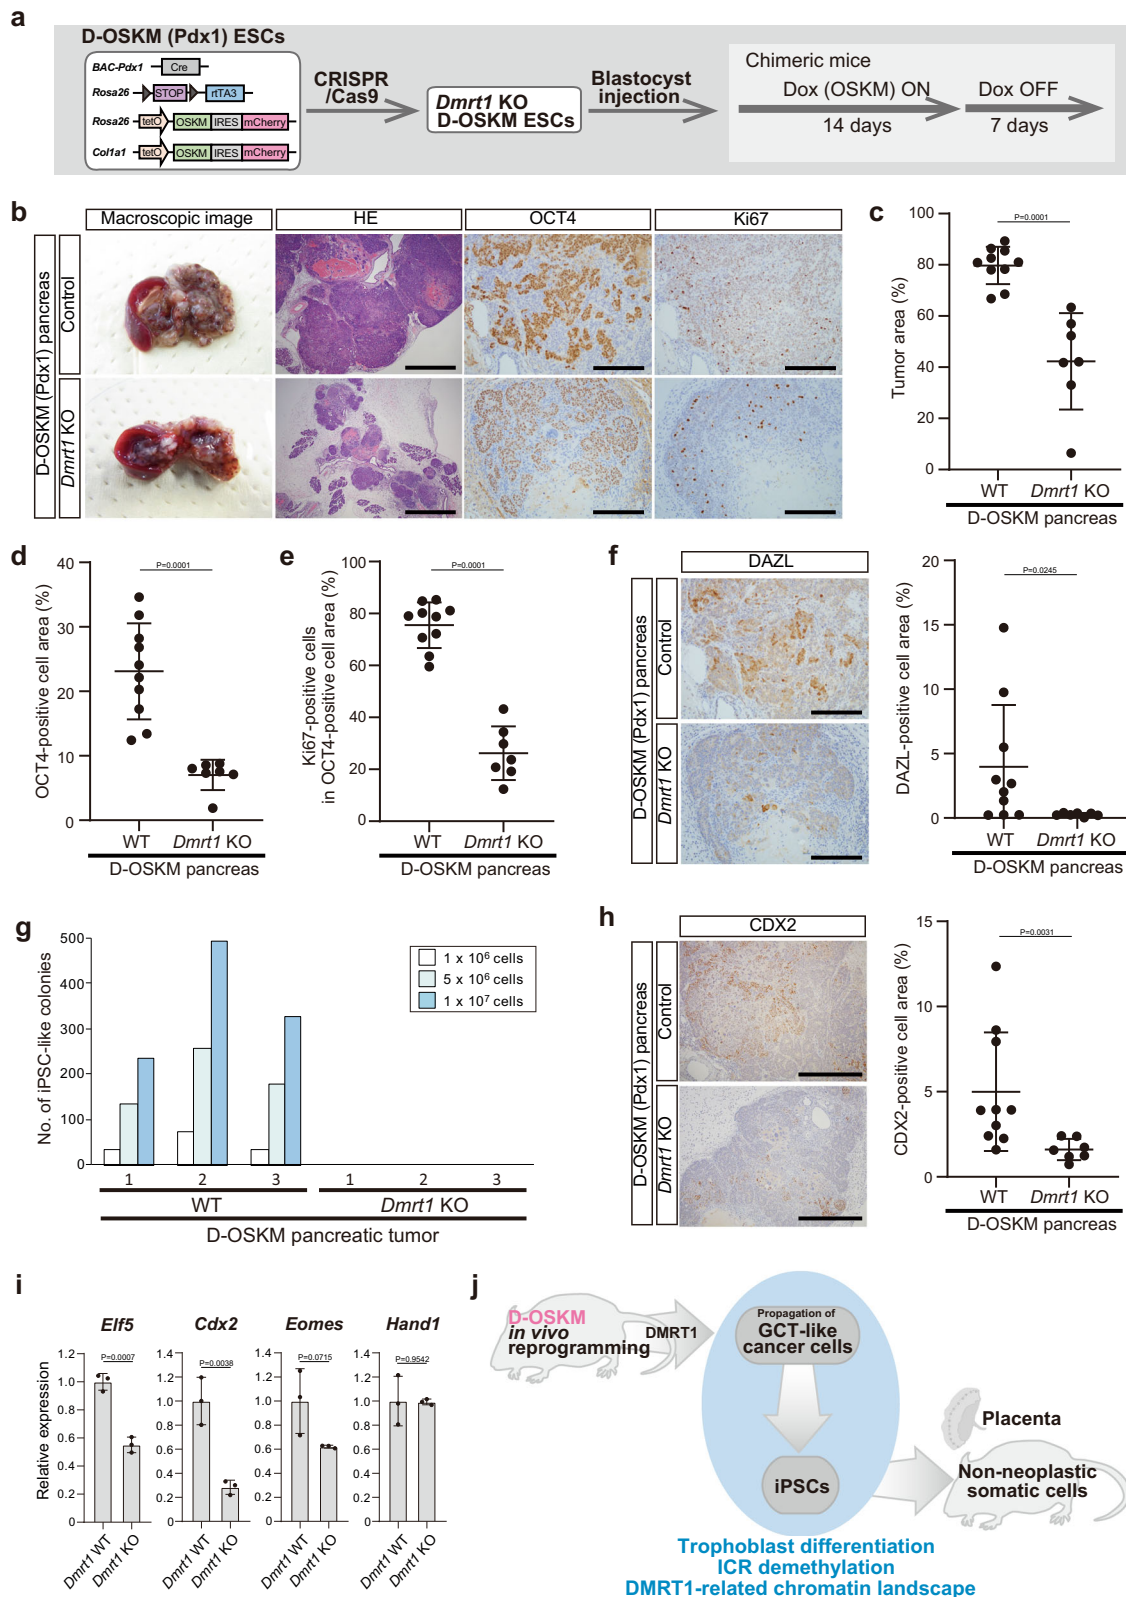 a
D-OSKM (Pdx1) ESCs
BAC-Pdx1 Cre
Rosa26 STOP rtTA3
Rosa26 tetO OSKM IRES mCherry
Col1a1 tetO OSKM IRES mCherry
CRISPR
/Cas9
Dmrt1 KO
D-OSKM ESCs
Blastocyst
injection
Chimeric mice
Dox (OSKM) ON
14 days
Dox OFF
7 days
b
Macroscopic image
HE
OCT4
Ki67
D-OSKM (Pdx1) pancreas
Control
Dmrt1 KO
c
Tumor area (%)
100
80
60
40
20
0
P=0.0001
WT
Dmrt1 KO
D-OSKM pancreas
d
OCT4-positive cell area (%)
40
30
20
10
0
P=0.0001
WT
Dmrt1 KO
D-OSKM pancreas
e
Ki67-positive cells
in OCT4-positive cell area (%)
100
80
60
40
20
0
P=0.0001
WT
Dmrt1 KO
D-OSKM pancreas
f
DAZL
D-OSKM (Pdx1) pancreas
Control
Dmrt1 KO
DAZL-positive cell area (%)
20
15
10
5
0
P=0.0245
WT
Dmrt1 KO
D-OSKM pancreas
g
No. of iPSC-like colonies
500
400
300
200
100
0
1 x 10⁶ cells
5 x 10⁶ cells
1 x 10⁷ cells
1 2 3 1 2 3
WT
Dmrt1 KO
D-OSKM pancreatic tumor
h
CDX2
D-OSKM (Pdx1) pancreas
Control
Dmrt1 KO
CDX2-positive cell area (%)
15
10
5
0
P=0.0031
WT
Dmrt1 KO
D-OSKM pancreas
i
Relative expression
Elf5
1.2
1.0
0.8
0.6
0.4
0.2
0
P=0.0007
Dmrt1 WT
Dmrt1 KO
Cdx2
1.4
1.2
1.0
0.8
0.6
0.4
0.2
0
P=0.0038
Dmrt1 WT
Dmrt1 KO
Eomes
1.4
1.2
1.0
0.8
0.6
0.4
0.2
0
P=0.0715
Dmrt1 WT
Dmrt1 KO
Hand1
1.4
1.2
1.0
0.8
0.6
0.4
0.2
0
P=0.9542
Dmrt1 WT
Dmrt1 KO
j
D-OSKM
in vivo
reprogramming
DMRT1
Propagation of
GCT-like
cancer cells
iPSCs
Placenta
Non-neoplastic
somatic cells
Trophoblast differentiation
ICR demethylation
DMRT1-related chromatin landscape